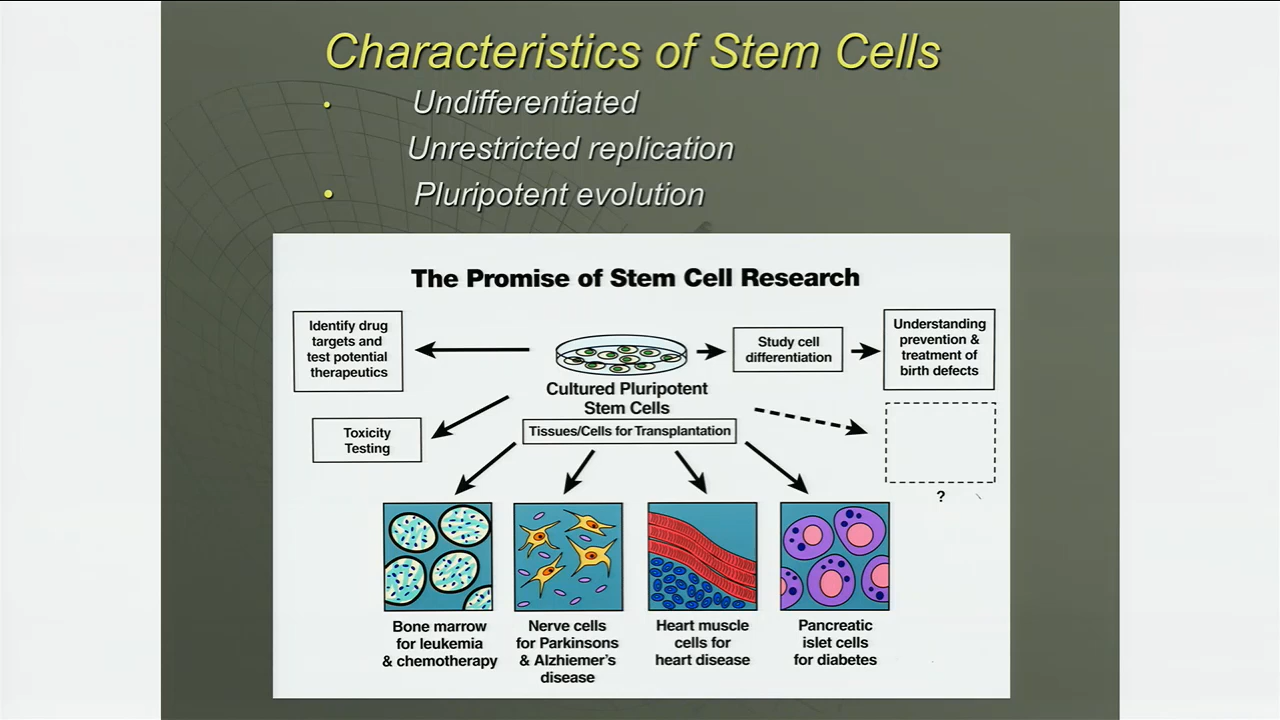 Characteristics of Stem Cells
• Undifferentiated
Unrestricted replication
• Pluripotent evolution
The Promise of Stem Cell Research
Identify drug
targets and
test potential
therapeutics
Cultured Pluripotent
Stem Cells
Study cell
differentiation
Understanding
prevention &
treatment of
birth defects
Toxicity
Testing
Tissues/Cells for Transplantation
?
Bone marrow
for leukemia
& chemotherapy
Nerve cells
for Parkinsons
& Alzhiemer's
disease
Heart muscle
cells for
heart disease
Pancreatic
islet cells
for diabetes